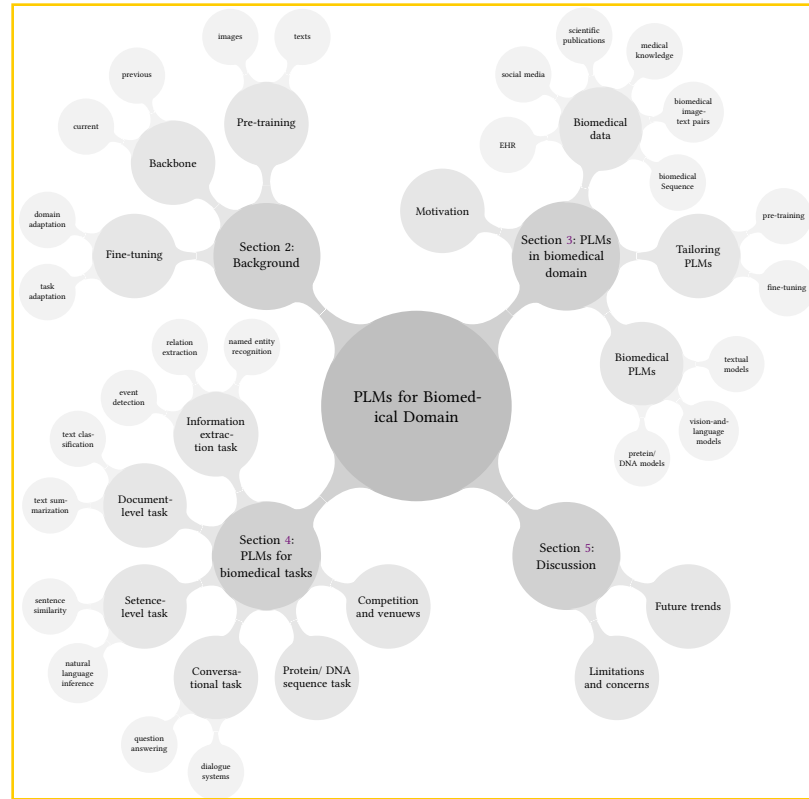 images
texts
previous
Pre-training
current
Backbone
domain
adaptation
Fine-tuning
task
adaptation
Section 2:
Background
scientific
publications
medical
knowledge
social media
biomedical
image-
text pairs
Biomedical
data
EHR
biomedical
Sequence
Motivation
Section 3: PLMs
in biomedical
domain
pre-training
Tailoring
PLMs
fine-tuning
Biomedical
PLMs
textual
models
vision-and-
language
models
pretein/
DNA models
PLMs for Biomed-
ical Domain
relation
extraction
named entity
recognition
event
detection
Information
extrac-
tion task
text clas-
sification
text sum-
marization
Document-
level task
Section 4:
PLMs for
biomedical tasks
sentence
similarity
Setence-
level task
natural
language
inference
Conversa-
tional task
question
answering
dialogue
systems
Protein/ DNA
sequence task
Competition
and venuews
Section 5:
Discussion
Future trends
Limitations
and concerns